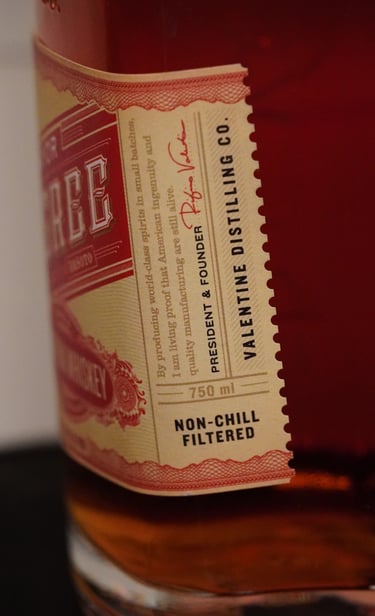 By producing world-class spirits in small batches,
I am living proof that American ingenuity and
quality manufacturing are still alive.
PRESIDENT & FOUNDER
VALENTINE DISTILLING CO.
750 ml
NON-CHILL
FILTERED